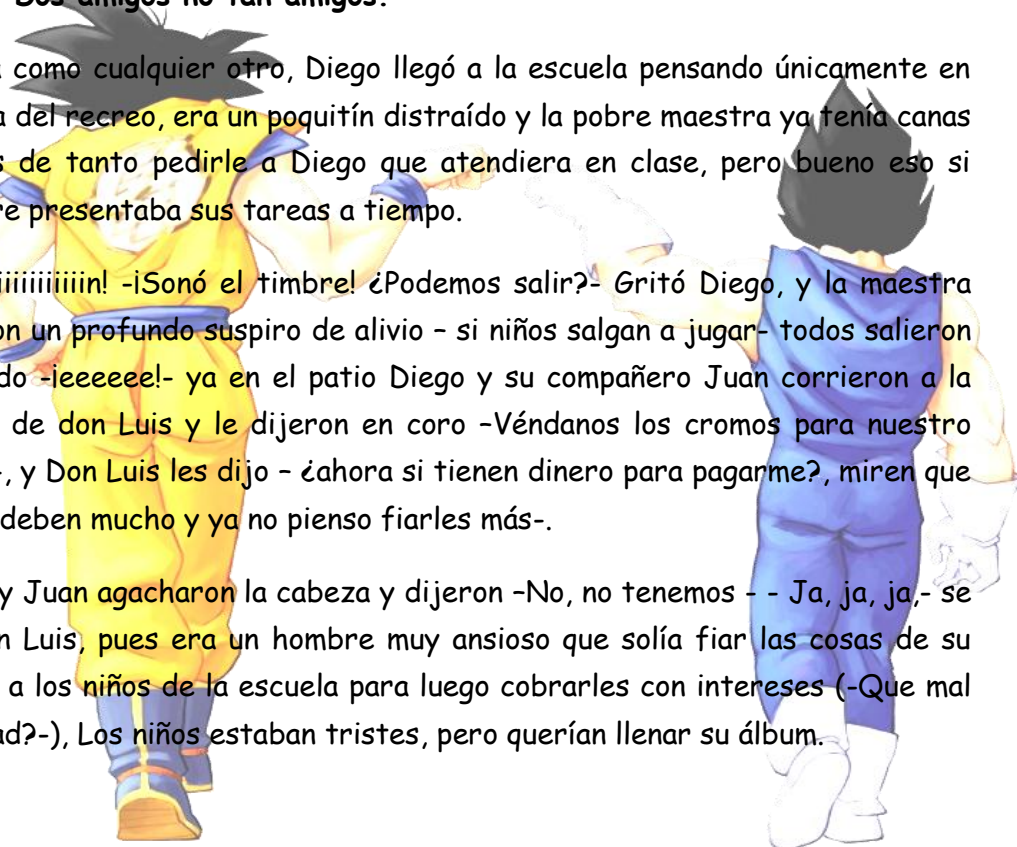 Dos amigos no tan amigos.
como cualquier otro, Diego llegó a la escuela pensando únicamente en
del recreo, era un poquitín distraído y la pobre maestra ya tenía canas
de tanto pedirle a Diego que atendiera en clase, pero bueno eso si
presentaba sus tareas a tiempo.
iiiiiiiiiiiin! -¡Sonó el timbre! ¿Podemos salir?- Gritó Diego, y la maestra
un profundo suspiro de alivio – si niños salgan a jugar- todos salieron
-¡eeeeee!- ya en el patio Diego y su compañero Juan corrieron a la
de don Luis y le dijeron en coro –Véndanos los cromos para nuestro
-, y Don Luis les dijo – ¿ahora si tienen dinero para pagarme?, miren que
deben mucho y ya no pienso fiarles más-.
y Juan agacharon la cabeza y dijeron –No, no tenemos - - Ja, ja, ja,- se
Luis, pues era un hombre muy ansioso que solía fiar las cosas de su
a los niños de la escuela para luego cobrarles con intereses (-Que mal
?-), Los niños estaban tristes, pero querían llenar su álbum.